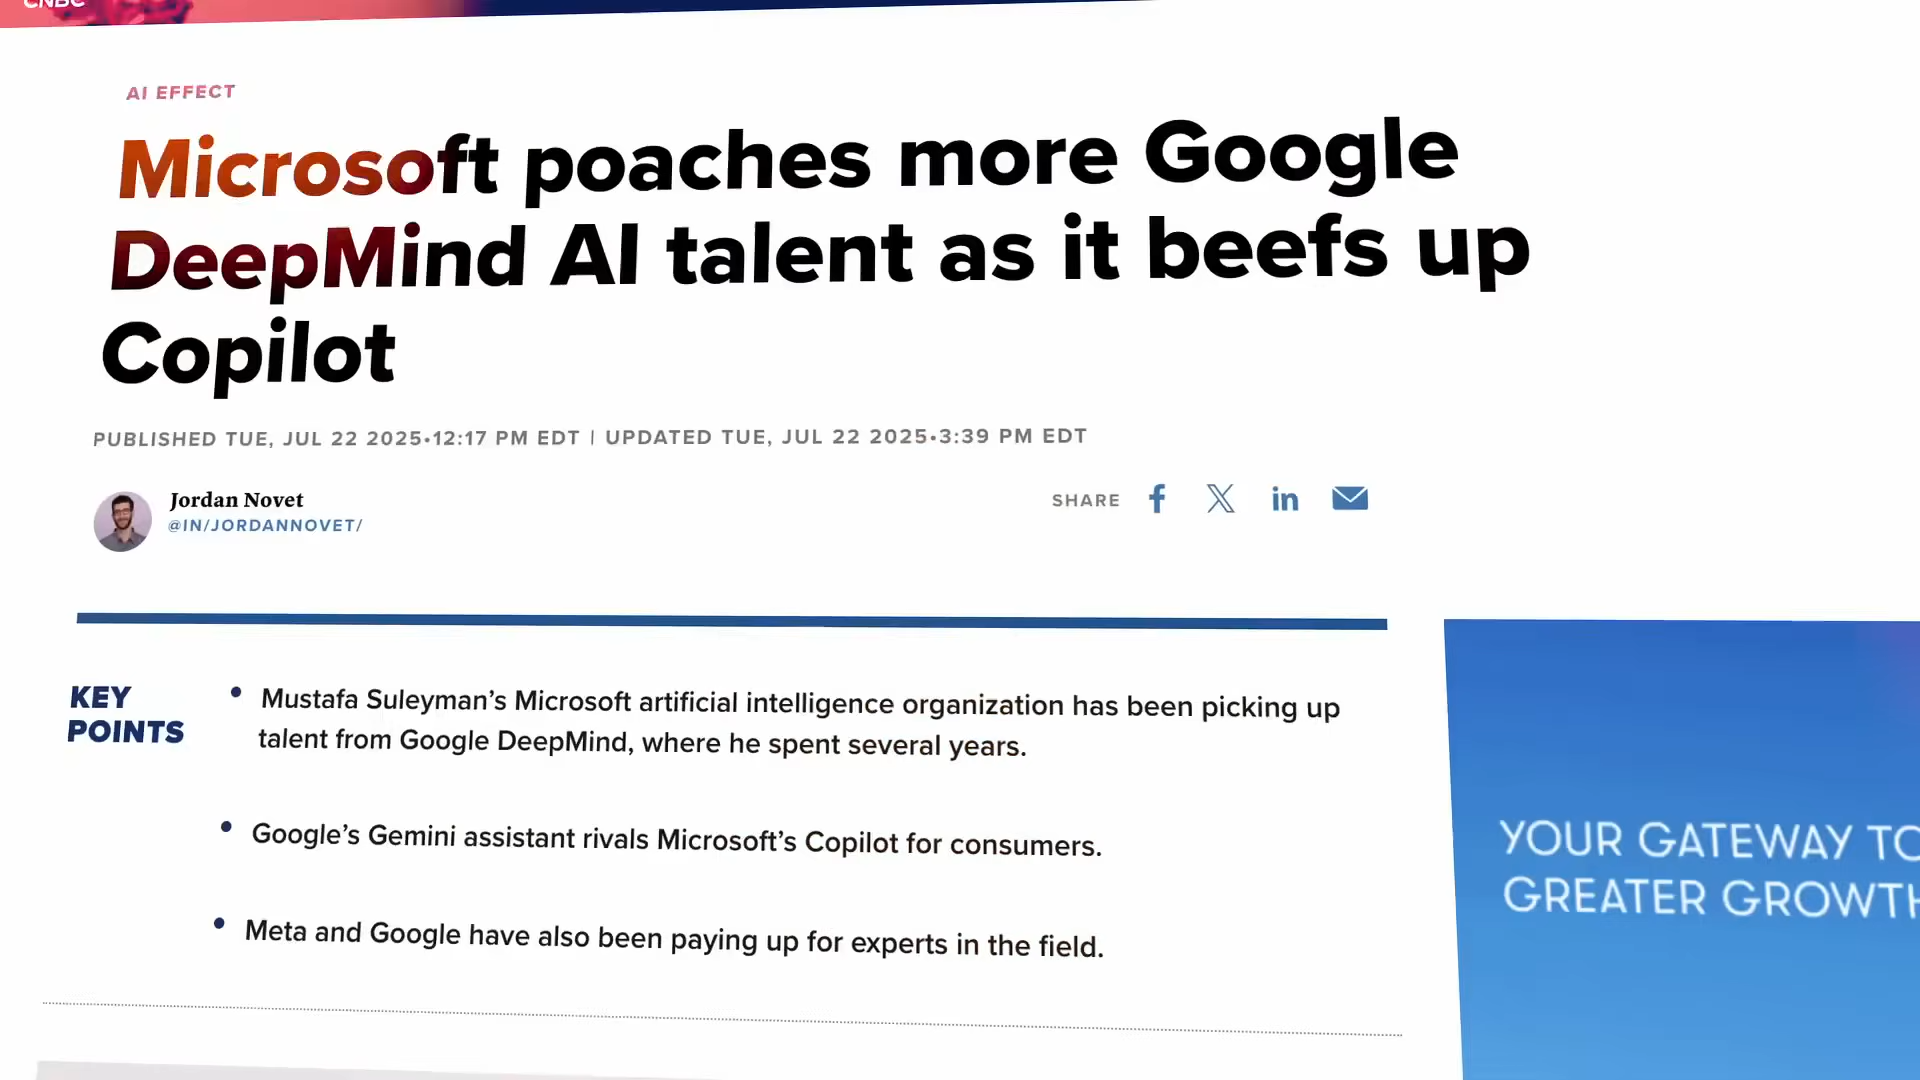 CNBC
AI EFFECT
Microsoft poaches more Google
DeepMind AI talent as it beefs up
Copilot
PUBLISHED TUE, JUL 22 2025•12:17 PM EDT | UPDATED TUE, JUL 22 2025•3:39 PM EDT
Jordan Novet
@IN/JORDANNOVET/
SHARE
KEY
POINTS
• Mustafa Suleyman’s Microsoft artificial intelligence organization has been picking up
talent from Google DeepMind, where he spent several years.
• Google’s Gemini assistant rivals Microsoft’s Copilot for consumers.
• Meta and Google have also been paying up for experts in the field.
YOUR GATEWAY TO
GREATER GROWTH